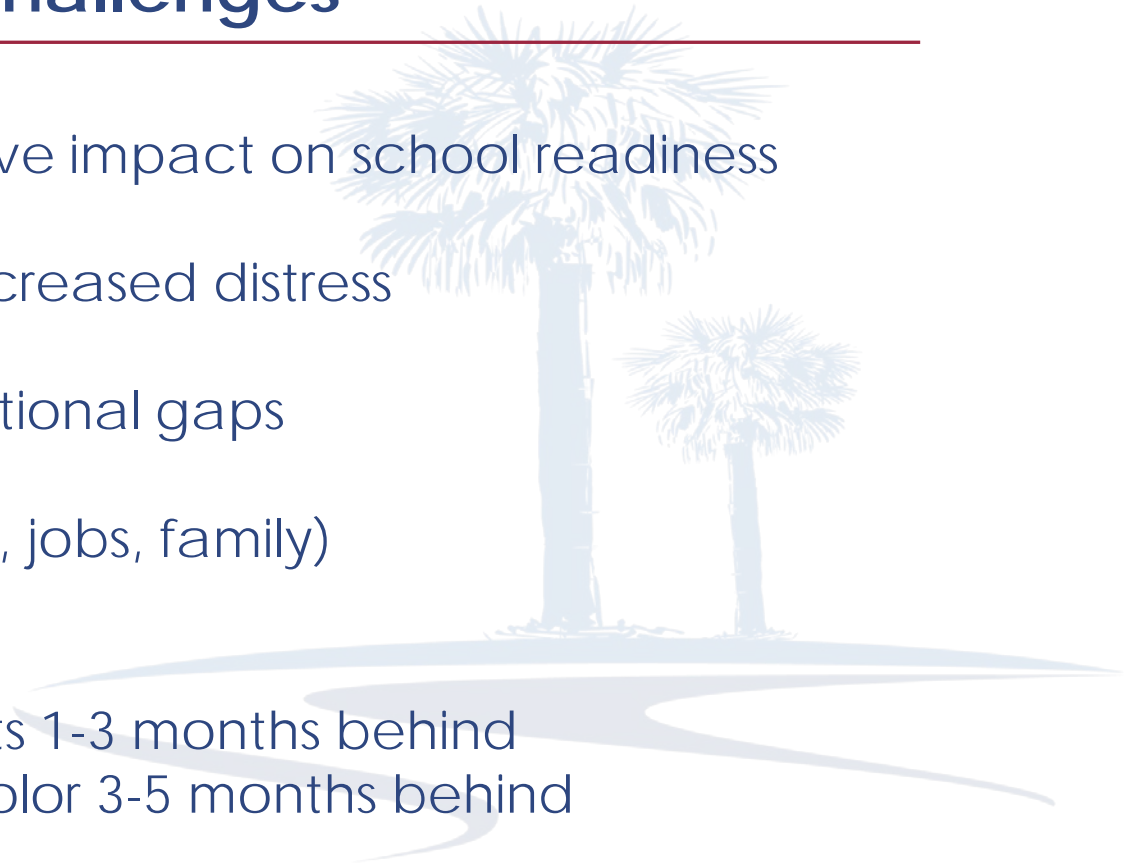 hallenges
ve impact on school readiness
creased distress
tional gaps
, jobs, family)
ts 1-3 months behind
olor 3-5 months behind